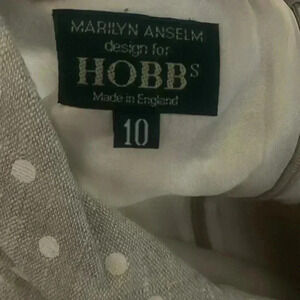 MARILYN ANSELM
design for
HOBBS
Made in England
10